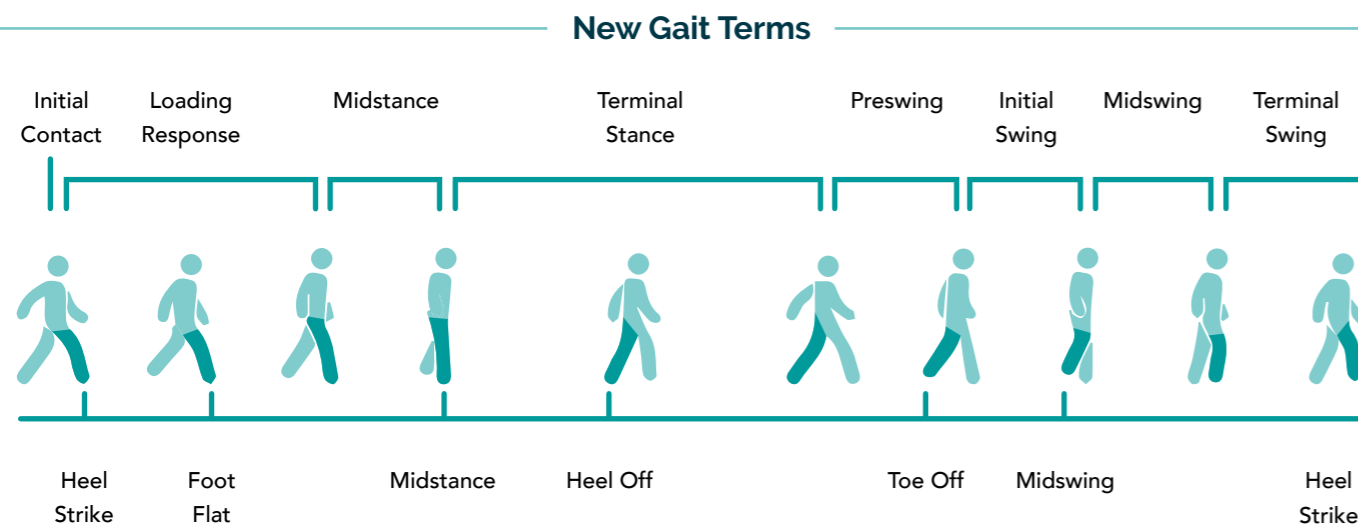 New Gait Terms
Initial Contact
Loading Response
Midstance
Terminal Stance
Preswing
Initial Swing
Midswing
Terminal Swing
Heel Strike
Foot Flat
Midstance
Heel Off
Toe Off
Midswing
Heel Strike